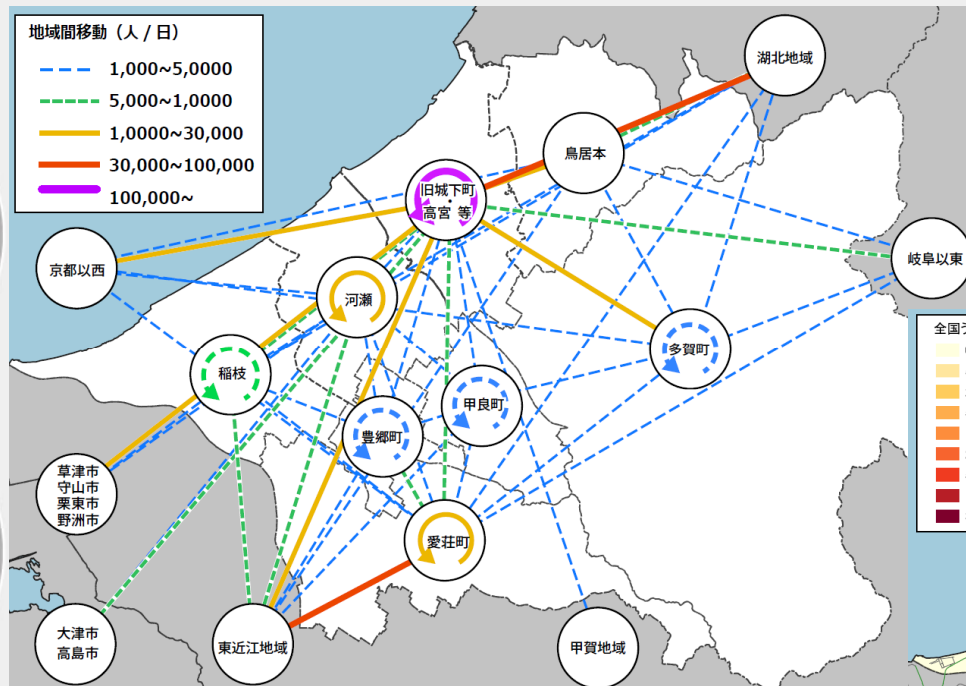 地域間移動（人 / 日）
1,000~5,0000
5,000~1,0000
1,0000~30,000
30,000~100,000
100,000~
湖北地域
鳥居本
旧城下町
・
高宮 等
京都以西
岐阜以東
河瀬
多賀町
稲枝
甲良町
豊郷町
草津市
守山市
栗東市
野洲市
愛荘町
大津市
高島市
東近江地域
甲賀地域